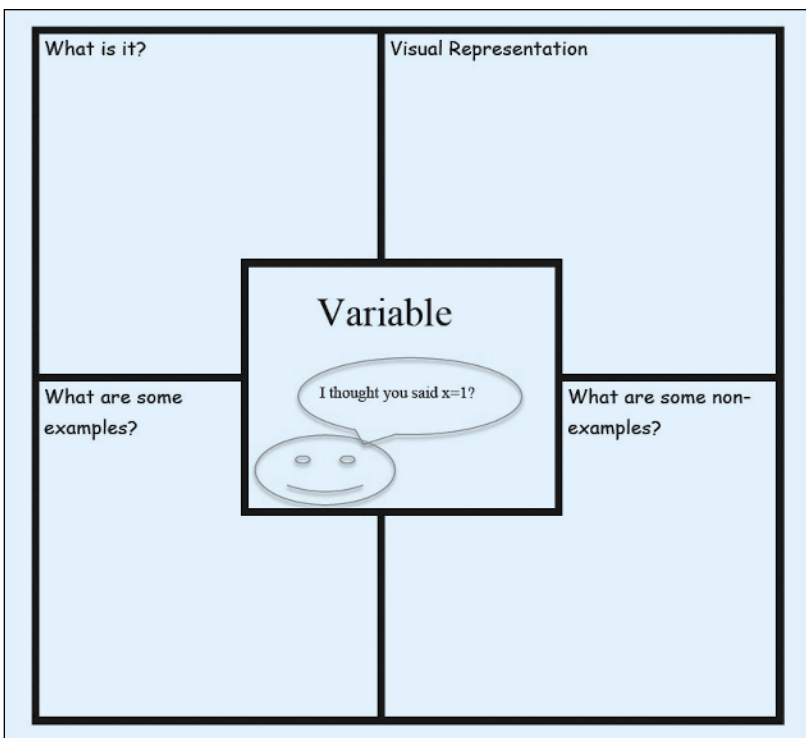 What is it?
Visual Representation
Variable
I thought you said x=1?
What are some
examples?
What are some non-
examples?